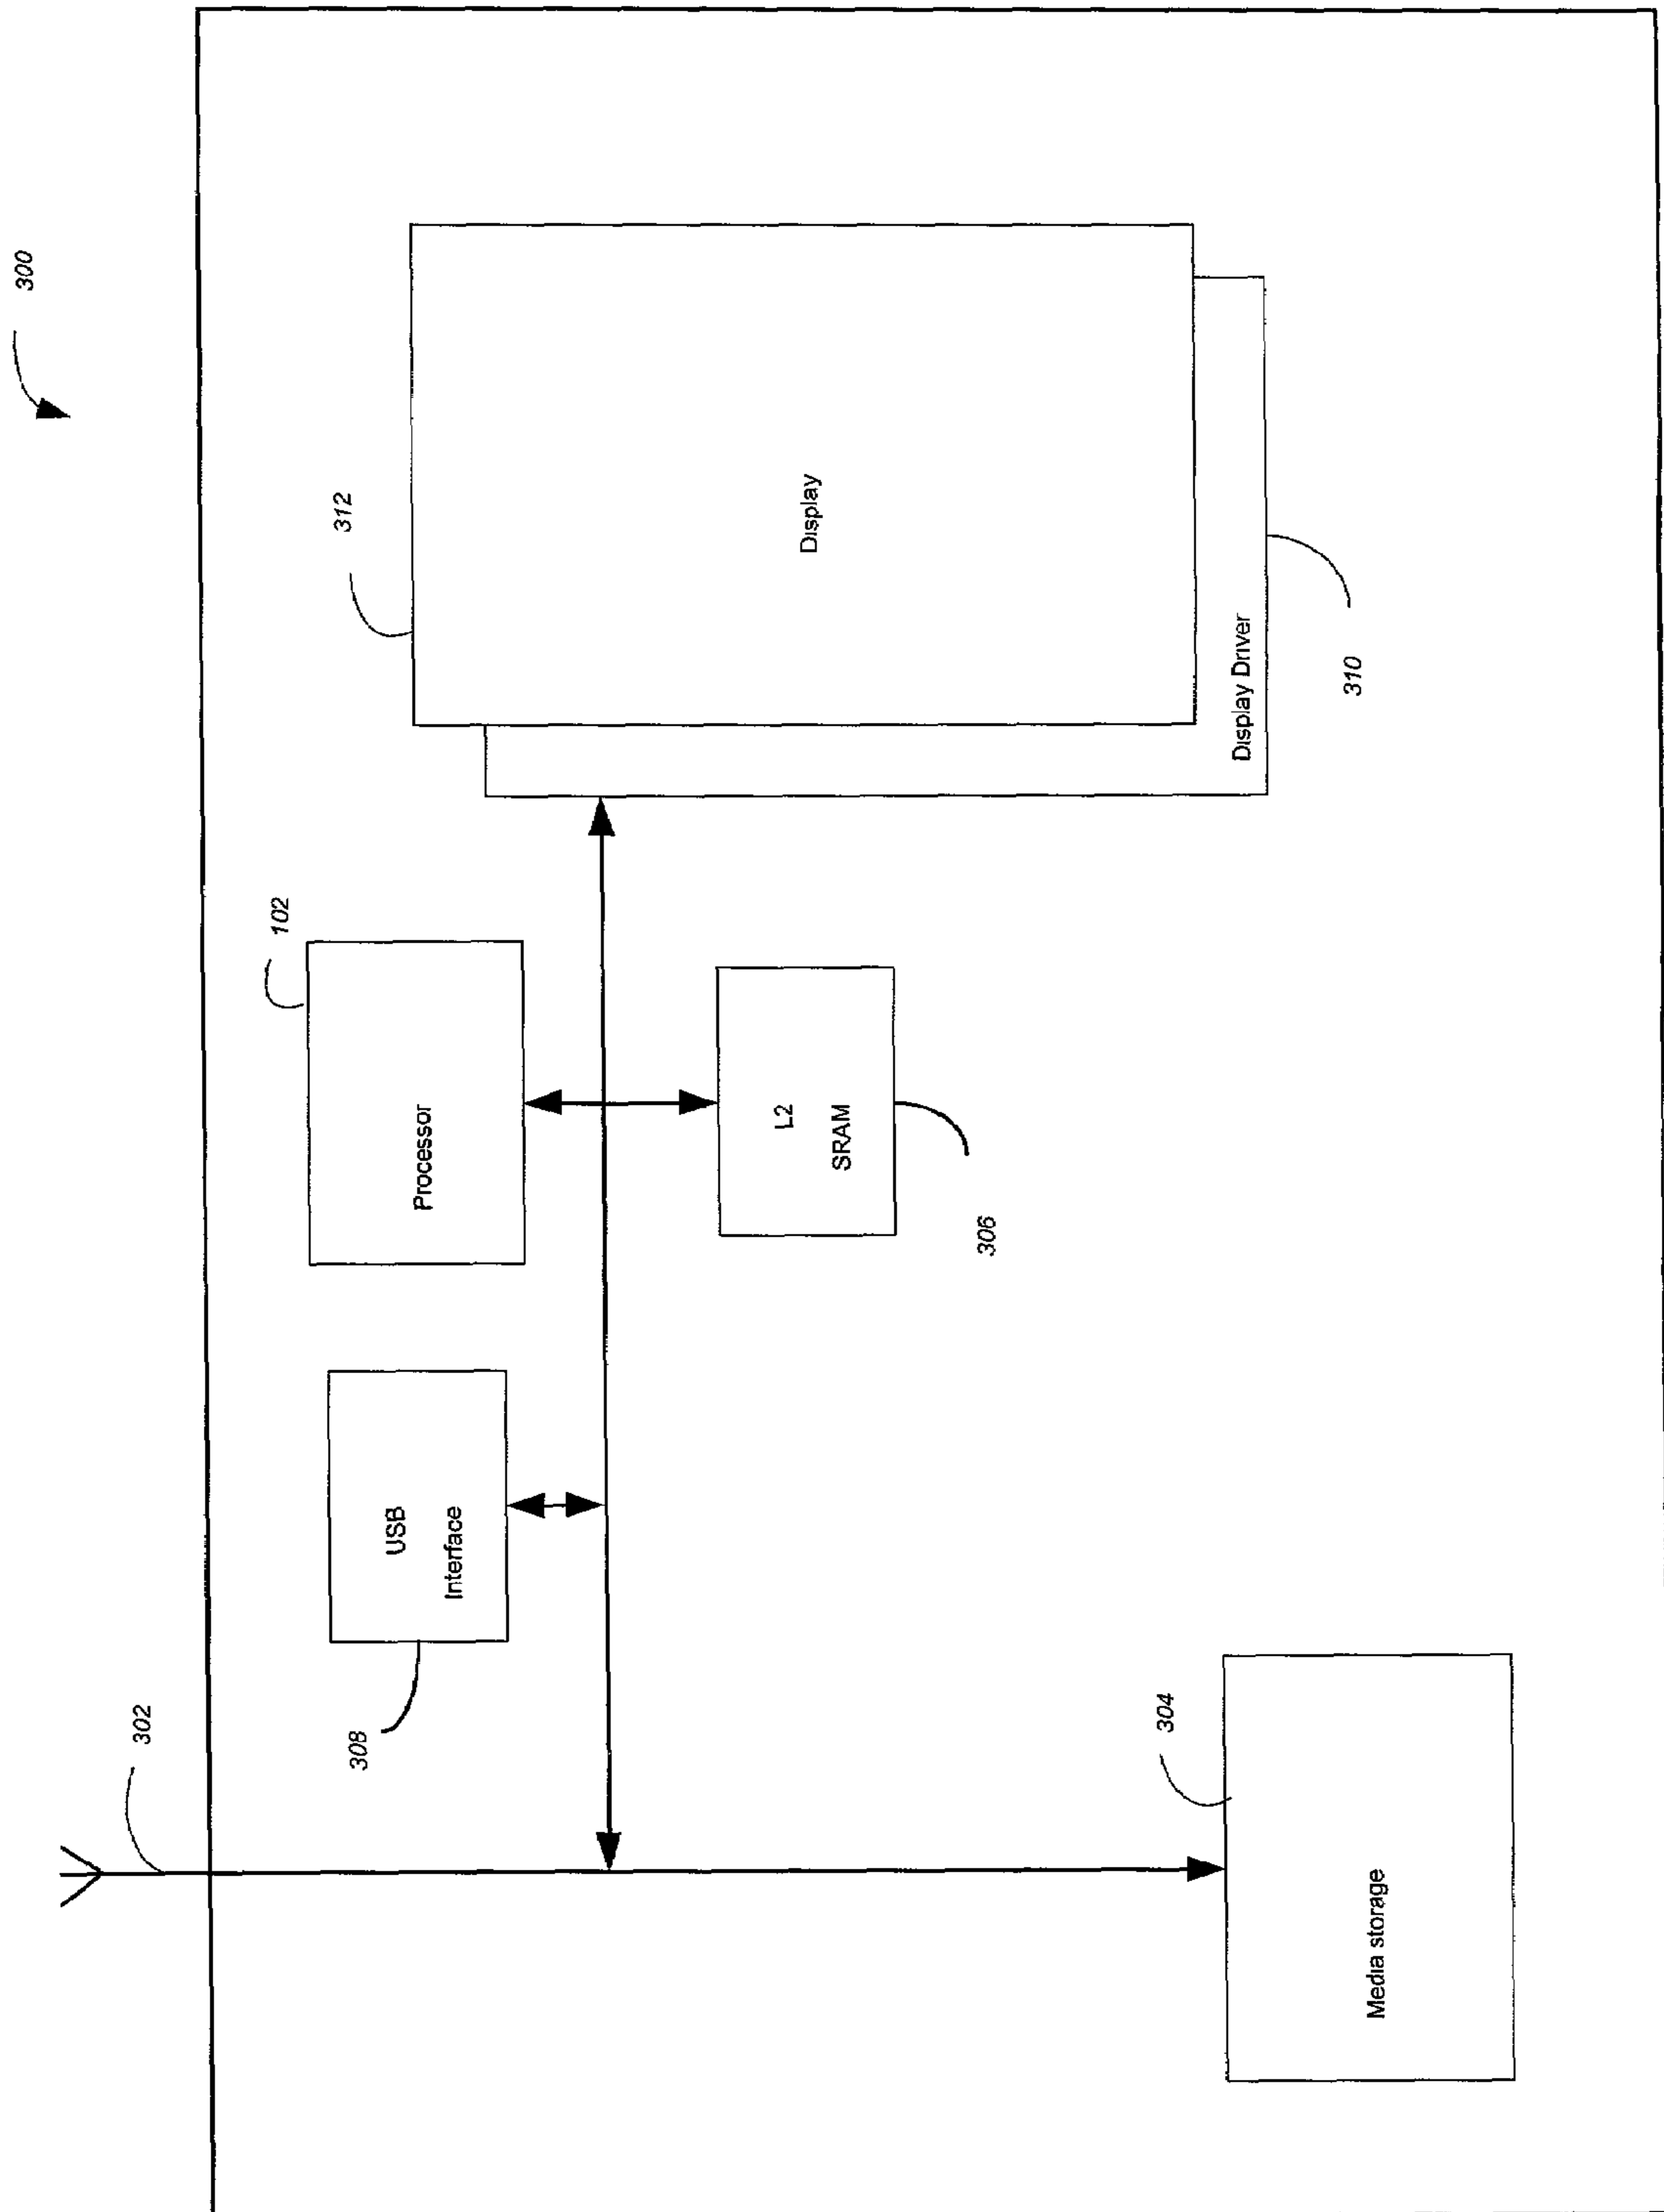 300
302
102
312
308
USB
Interface
Processor
L2
SRAM
Display
306
304
Display Driver
310
Media storage